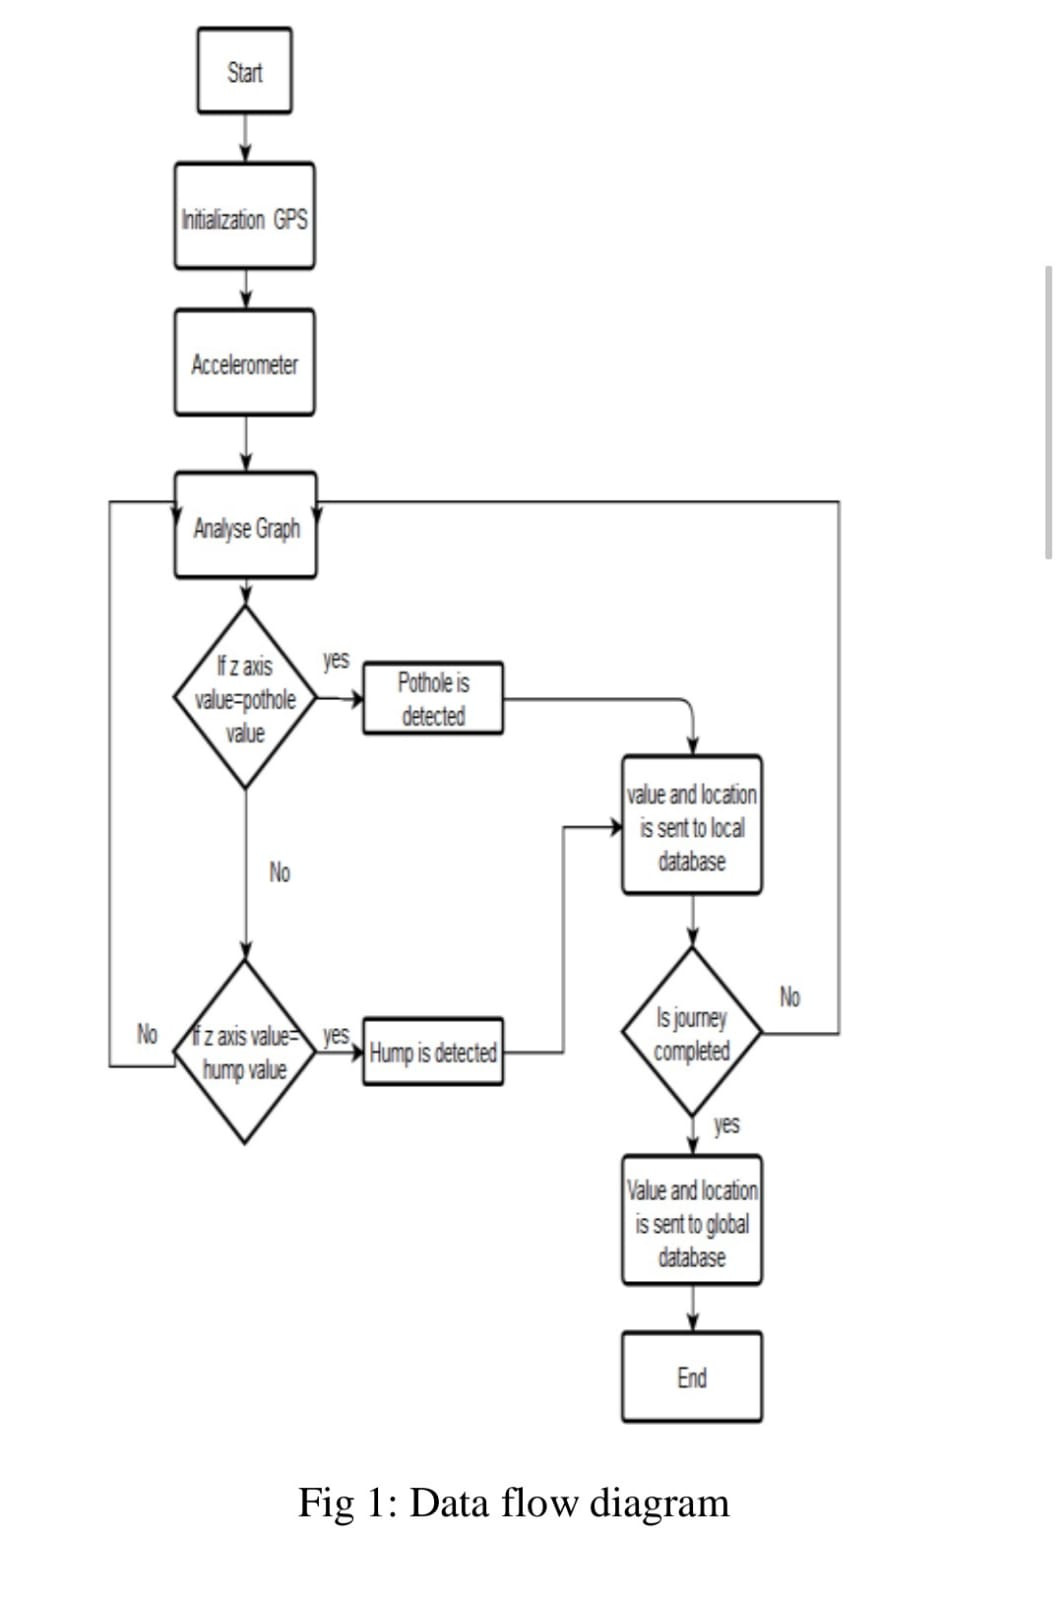 Start
Initialization GPS
Accelerometer
Analyse Graph
If z axis
value=pothole
value
yes
Pothole is
detected
No
value and location
is sent to local
database
If z axis value=
hump value
No
yes
Hump is detected
Is journey
completed
No
yes
Value and location
is sent to global
database
End
Fig 1: Data flow diagram